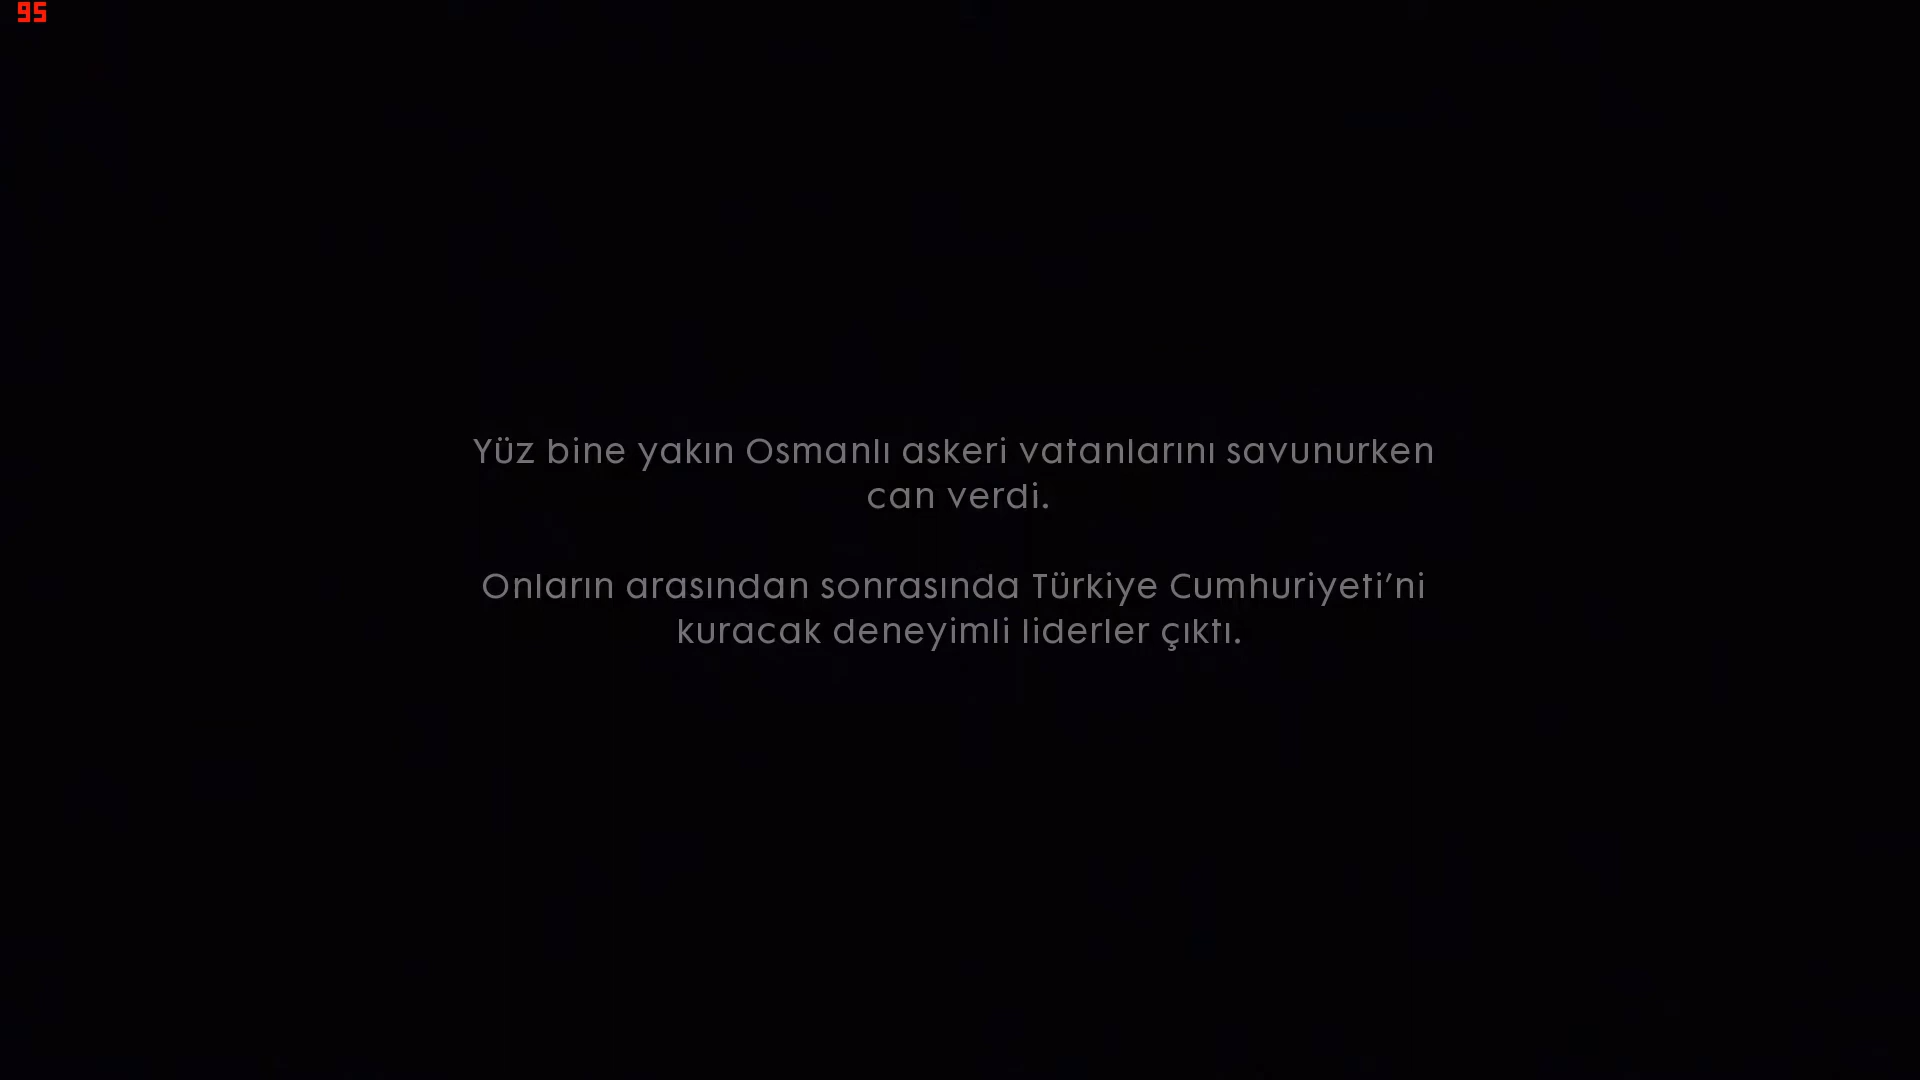 95
Yüz bine yakın Osmanlı askeri vatanlarını savunurken
can verdi.
Onların arasından sonrasında Türkiye Cumhuriyeti’ni
kuracak deneyimli liderler çıktı.